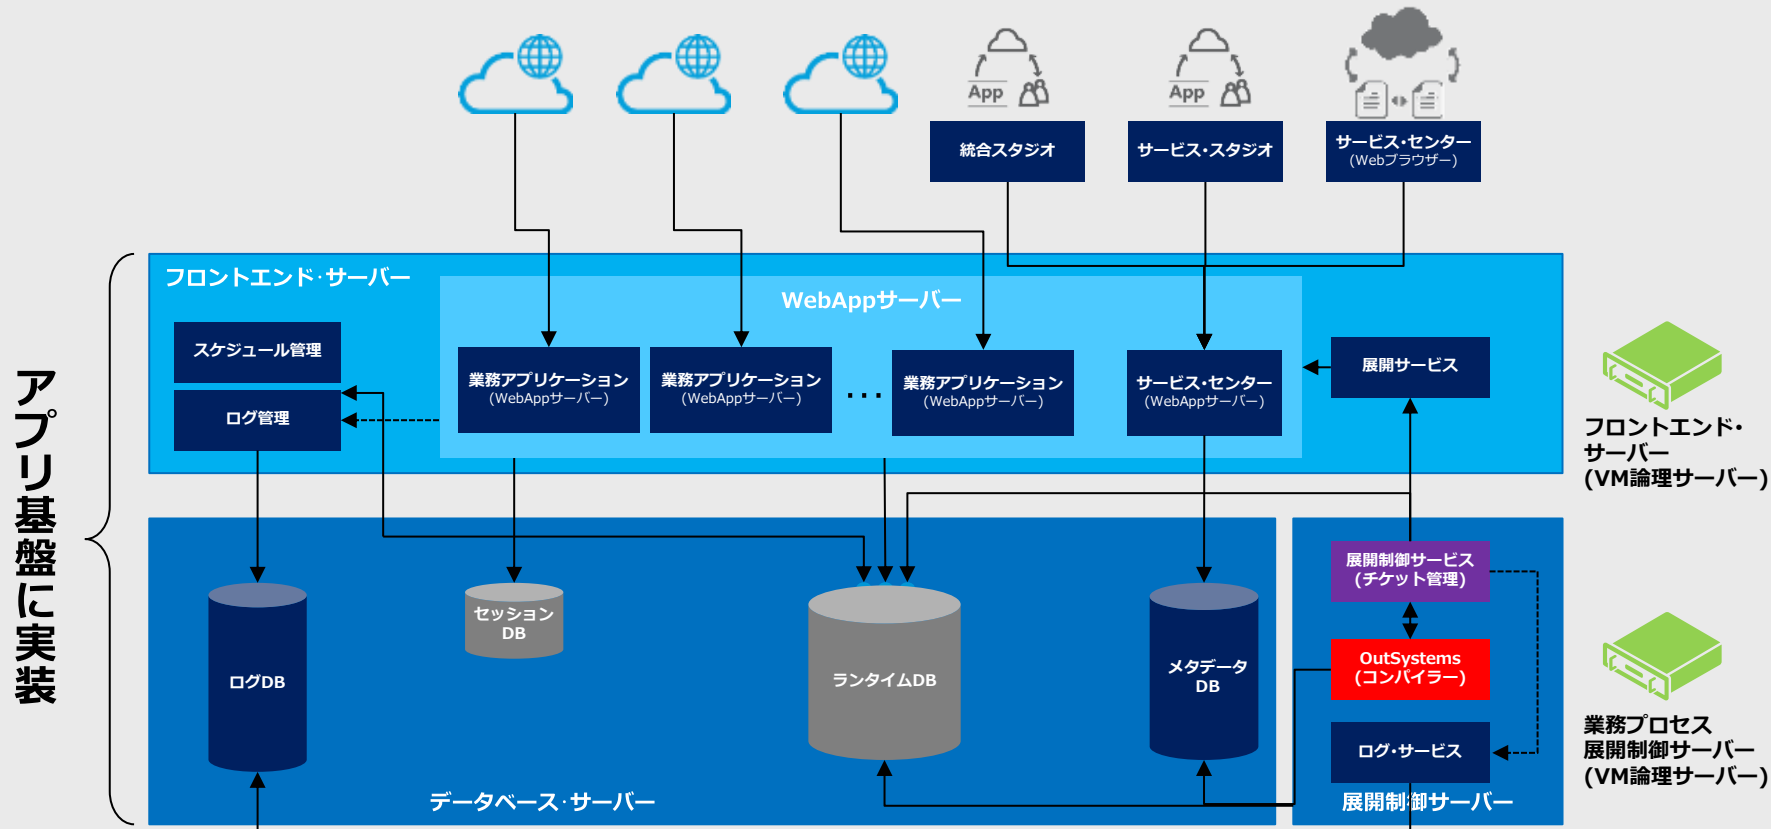 App
App
統合スタジオ
サービス・スタジオ
サービス・センター
(Webブラウザー)
アプリ基盤に実装
フロントエンド・サーバー
WebAppサーバー
スケジュール管理
ログ管理
業務アプリケーション
(WebAppサーバー)
業務アプリケーション
(WebAppサーバー)
...
業務アプリケーション
(WebAppサーバー)
サービス・センター
(WebAppサーバー)
展開サービス
フロントエンド・
サーバー
(VM論理サーバー)
ログDB
セッション
DB
ランタイムDB
メタデータ
DB
データベース・サーバー
展開制御サービス
(チケット管理)
OutSystems
(コンパイラー)
ログ・サービス
展開制御サーバー
業務プロセス
展開制御サーバー
(VM論理サーバー)